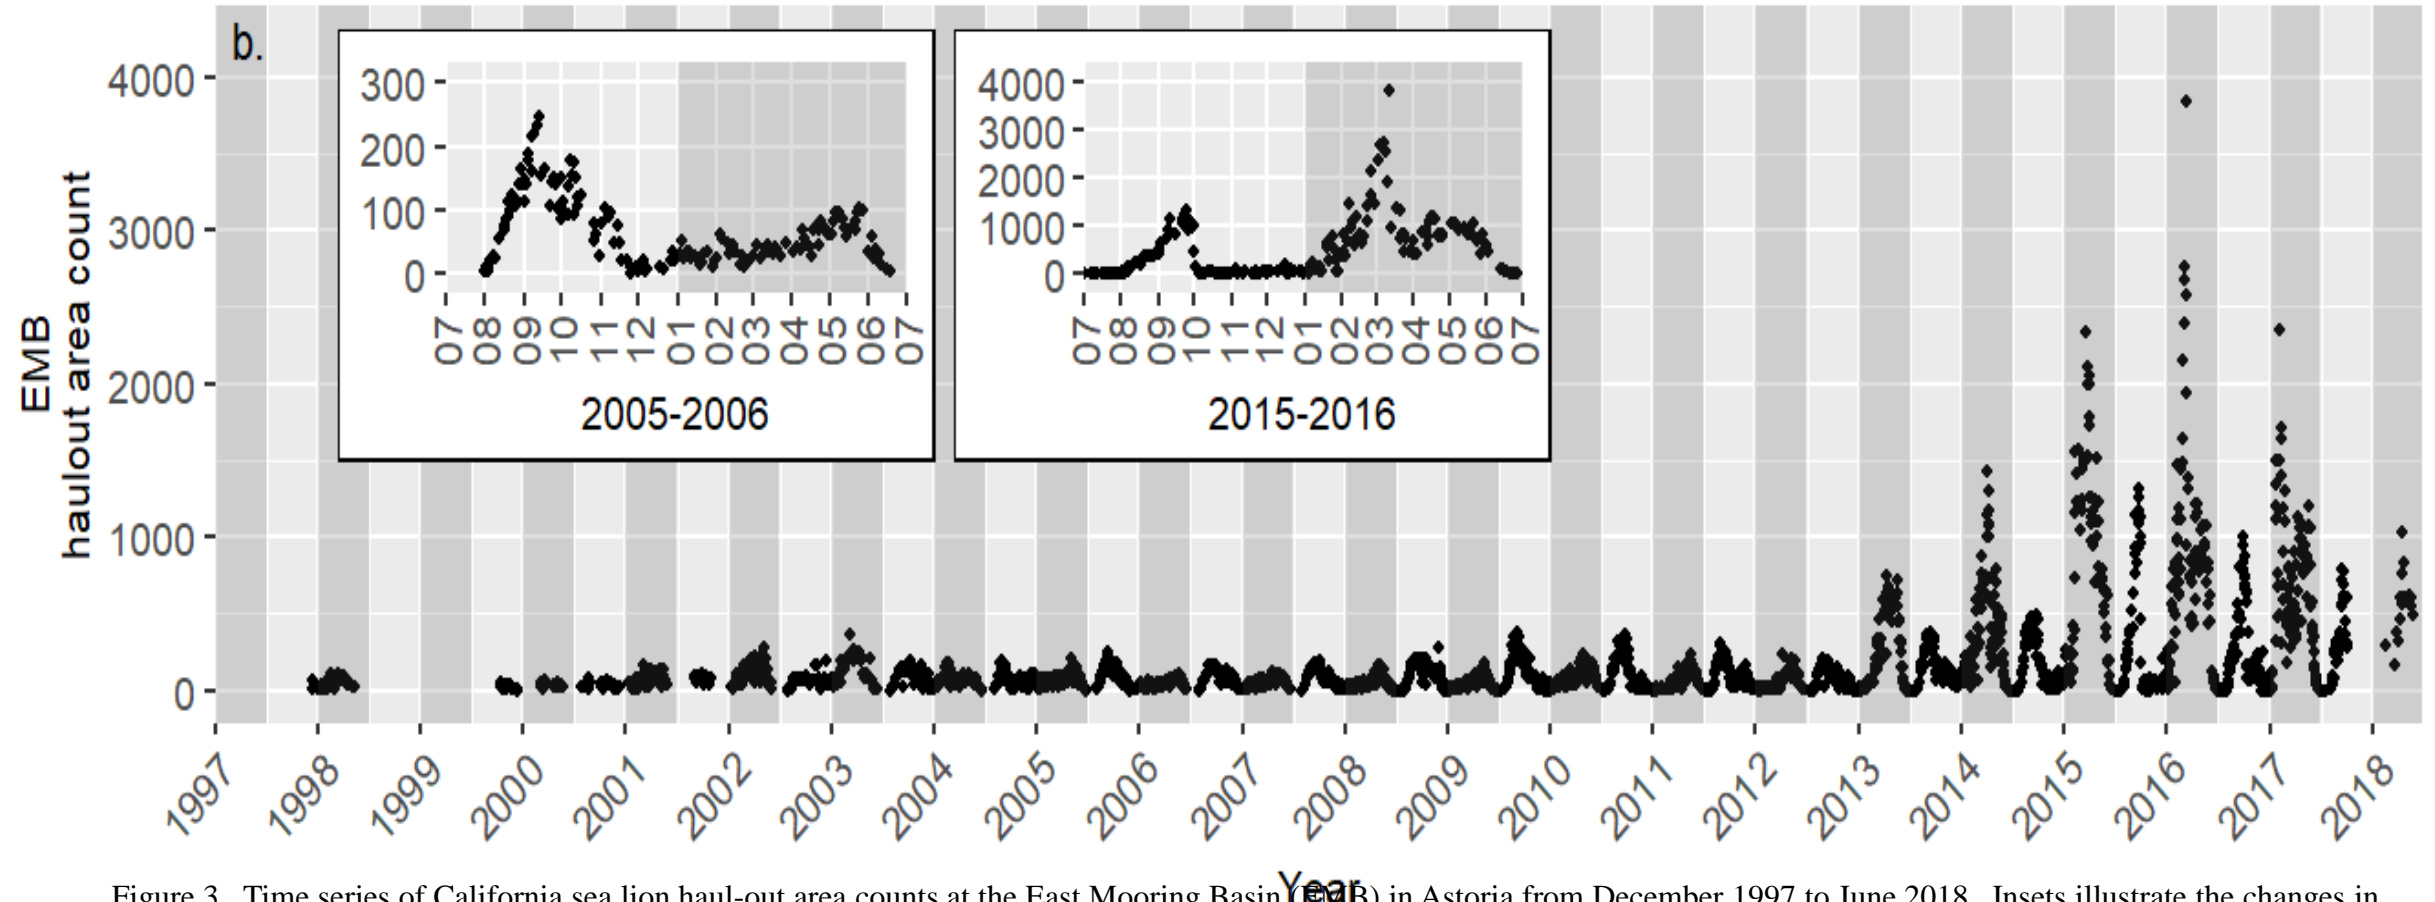 b.
EMB
haulout area count
4000
3000
2000
1000
0
300
200
100
0
07 08 09 10 11 12 01 02 03 04 05 06 07
2005-2006
4000
3000
2000
1000
0
07 08 09 10 11 12 01 02 03 04 05 06 07
2015-2016
1997 1998 1999 2000 2001 2002 2003 2004 2005 2006 2007 2008 2009 2010 2011 2012 2013 2014 2015 2016 2017 2018
Year
Figure 3. Time series of California sea lion haul-out area counts at the East Mooring Basin (EMB) in Astoria from December 1997 to June 2018. Insets illustrate the changes in